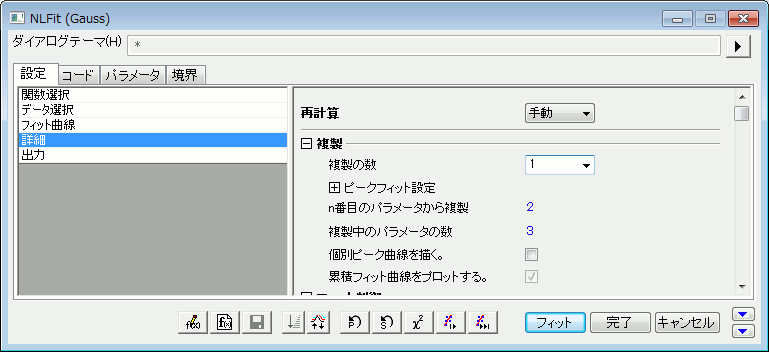 NLFit (Gauss)
ダイアログテーマ(H) *
設定 コード パラメータ 境界
関数選択
データ選択
フィット曲線
詳細
出力
再計算 手動
複製
複製の数 1
ピークフィット設定
n番目のパラメータから複製 2
複製中のパラメータの数 3
個別ピーク曲線を描く。
累積フィット曲線をプロットする。
フィット 完了 キャンセル